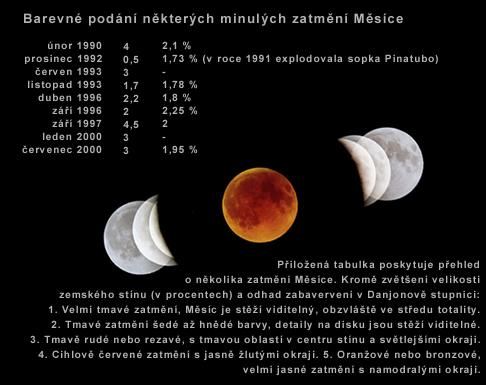 Barevné podání některých minulých zatmění Měsíce
únor 1990 4 2,1 %
prosinec 1992 0,5 1,73 % (v roce 1991 explodovala sopka Pinatubo)
červen 1993 3 -
listopad 1993 1,7 1,78 %
duben 1996 2,2 1,8 %
září 1996 2 2,25 %
září 1997 4,5 2
leden 2000 3 -
červenec 2000 3 1,95 %
Přiložená tabulka poskytuje přehled
o několika zatmění Měsíce. Kromě zvětšení velikosti
zemského stínu (v procentech) a odhad zabaverveni v Danjonově stupnici:
1. Velmi tmavé zatmění, Měsíc je stěží viditelný, obzvláště ve středu totality.
2. Tmavé zatmění šedé až hnědé barvy, detaily na disku jsou stěží viditelné.
3. Tmavě rudé nebo rezavé, s tmavou oblastí v centru stínu a světlejšími okraji.
4. Cihlově červené zatmění s jasně žlutými okraji. 5. Oranžové nebo bronzové,
velmi jasné zatmění s namodralými okraji.